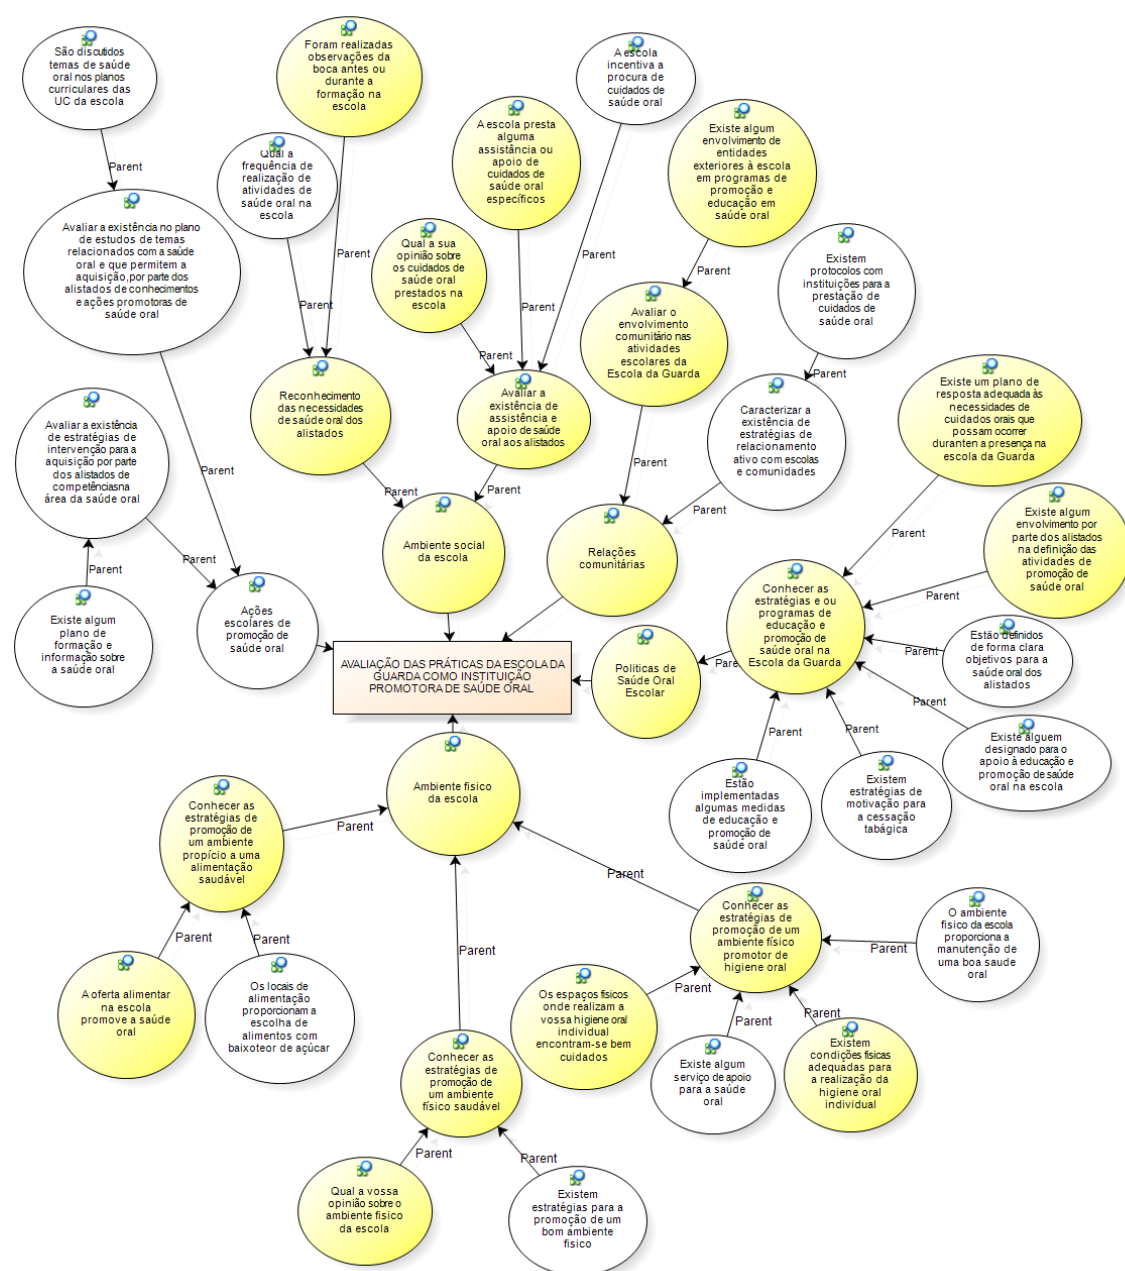 São discutidos
temas de saúde
oral nos planos
curriculares das
UC da escola
Foram realizadas
observações da
boca antes ou
durante a
formação na
escola
A escola
incentiva a
procura de
cuidados de
saúde oral
A escola presta
alguma
assistência ou
apoio de
cuidados de
saúde oral
específicos
Existe algum
envolvimento de
entidades
exteriores à escola
em programas de
promoção e
educação em
saúde oral
Parent
Qual a
frequência de
realização de
atividades de
saúde oral na
escola
Parent
Avaliar a existência no plano
de estudos de temas
relacionados com a saúde
oral e que permitem a
aquisição,por parte dos
alistados de conhecimentos
e ações promotoras de
saúde oral
Parent
Parent
Qual a sua
opinião sobre
os cuidados de
saúde oral
prestados na
escola
Parent
Parent
Existem
protocolos com
instituições para a
prestação de
cuidados de
saúde oral
Parent
Avaliar o
envolvimento
comunitário nas
atividades
escolares da
Escola da Guarda
Parent
Parent
Reconhecimento
das necessidades
de saúde oral dos
alistados
Avaliar a
existência de
assistência e
apoio de saúde
oral aos alistados
Existe um plano de
resposta adequada às
necessidades de
cuidados orais que
possam ocorrer
duranten a presença na
escola da Guarda
Avaliar a existência
de estratégias de
intervenção para a
aquisição por parte
dos alistados de
competênciasna
área da saúde oral
Parent
Caracterizar a
existência de
estratégias de
relacionamento
ativo com escolas
e comunidades
Parent
Parent
Parent
Parent
Parent
Existe algum
envolvimento por
parte dos alistados
na definição das
atividades de
promoção de
saúde oral
Ambiente social
da escola
Relações
comunitárias
Parent
Parent
Conhecer as
estratégias e ou
programas de
educação e
promoção de
saúde oral na
Escola da Guarda
Parent
Existe algum
plano de
formação e
informação sobre
a saúde oral
Ações
escolares de
promoção de
saúde oral
Estão definidos
de forma clara
objetivos para a
saúde oral dos
alistados
Parent
AVALIAÇÃO DAS PRÁTICAS DA ESCOLA DA
GUARDA COMO INSTITUIÇÃO
PROMOTORA DE SAÚDE ORAL
Politicas de
Saúde Oral
Escolar
Parent
Parent
Existe alguem
designado para o
apoio à educação e
promoção de saúde
oral na escola
Parent
Parent
Ambiente fisico
da escola
Estão
implementadas
algumas medidas
de educação e
promoção de
saúde oral
Existem
estratégias de
motivação para
a cessação
tabágica
Conhecer as
estratégias de
promoção de
um ambiente
propício a uma
alimentação
saudável
Parent
Parent
Conhecer as
estratégias de
promoção de um
ambiente físico
promotor de
higiene oral
O ambiente
fisico da escola
proporciona a
manutenção de
uma boa saude
oral
Parent
Parent
Parent
Parent
Parent
A oferta alimentar
na escola
promove a saúde
oral
Os locais de
alimentação
proporcionam a
escolha de
alimentos com
baixoteor de açúcar
Os espaços fisicos
onde realizam a
vossa higiene oral
individual
encontram-se bem
cuidados
Parent
Parent
Existem
condições fisicas
adequadas para a
realização da
higiene oral
individual
Conhecer as
estratégias de
promoção de
um ambiente
físico saudável
Existe algum
serviço de apoio
para a saúde
oral
Parent
Parent
Qual a vossa
opinião sobre o
ambiente fisico
da escola
Existem
estratégias para a
promoção de um
bom ambiente
fisico